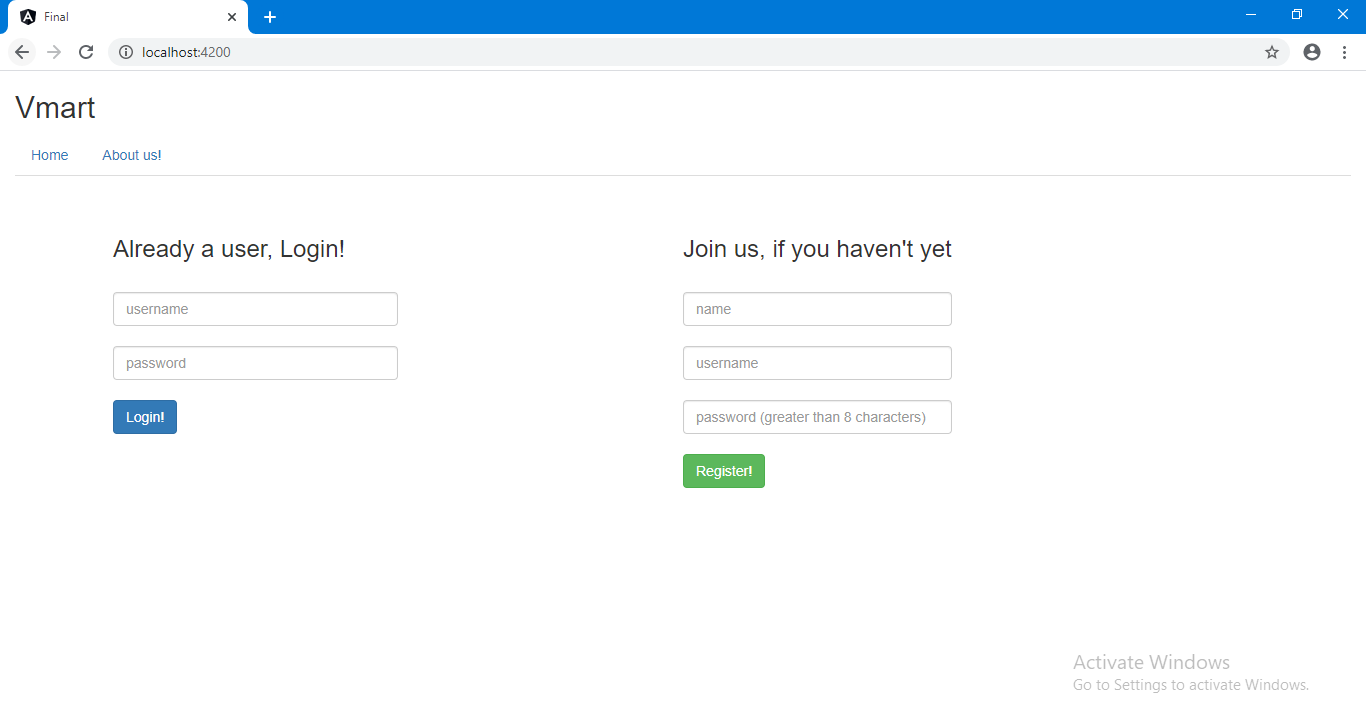 Final
localhost:4200
Vmart
Home About us!
Already a user, Login!
username
password
Login!
Join us, if you haven't yet
name
username
password (greater than 8 characters)
Register!
Activate Windows
Go to Settings to activate Windows.